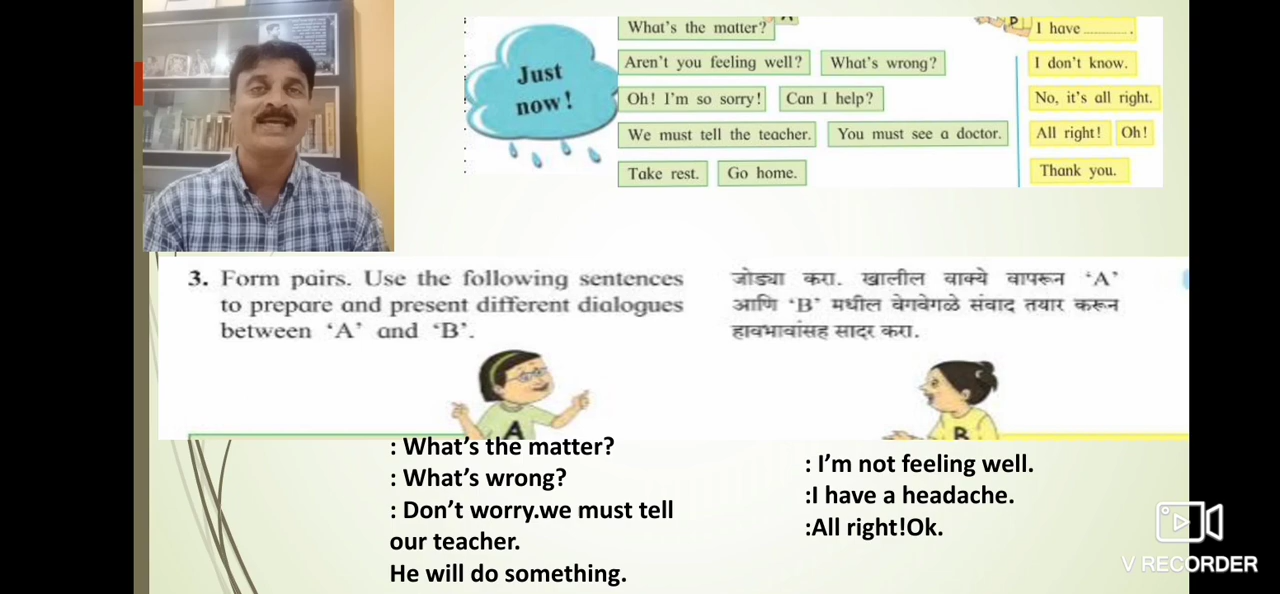 What's the matter?
Aren't you feeling well? What's wrong?
Just
now!
Oh! I'm so sorry! Can I help?
We must tell the teacher. You must see a doctor.
Take rest. Go home.
B
I have ............ .
I don't know.
No, it's all right.
All right! Oh!
Thank you.
3. Form pairs. Use the following sentences
to prepare and present different dialogues
between ‘A’ and ‘B’.
जोड्या करा. खालील वाक्ये वापरून ‘A’
आणि ‘B’ मधील वेगवेगळे संवाद तयार करून
हावभावांसह सादर करा.
A
B
: What’s the matter?
: What’s wrong?
: Don’t worry.we must tell
our teacher.
He will do something.
: I’m not feeling well.
:I have a headache.
:All right!Ok.
V RECORDER